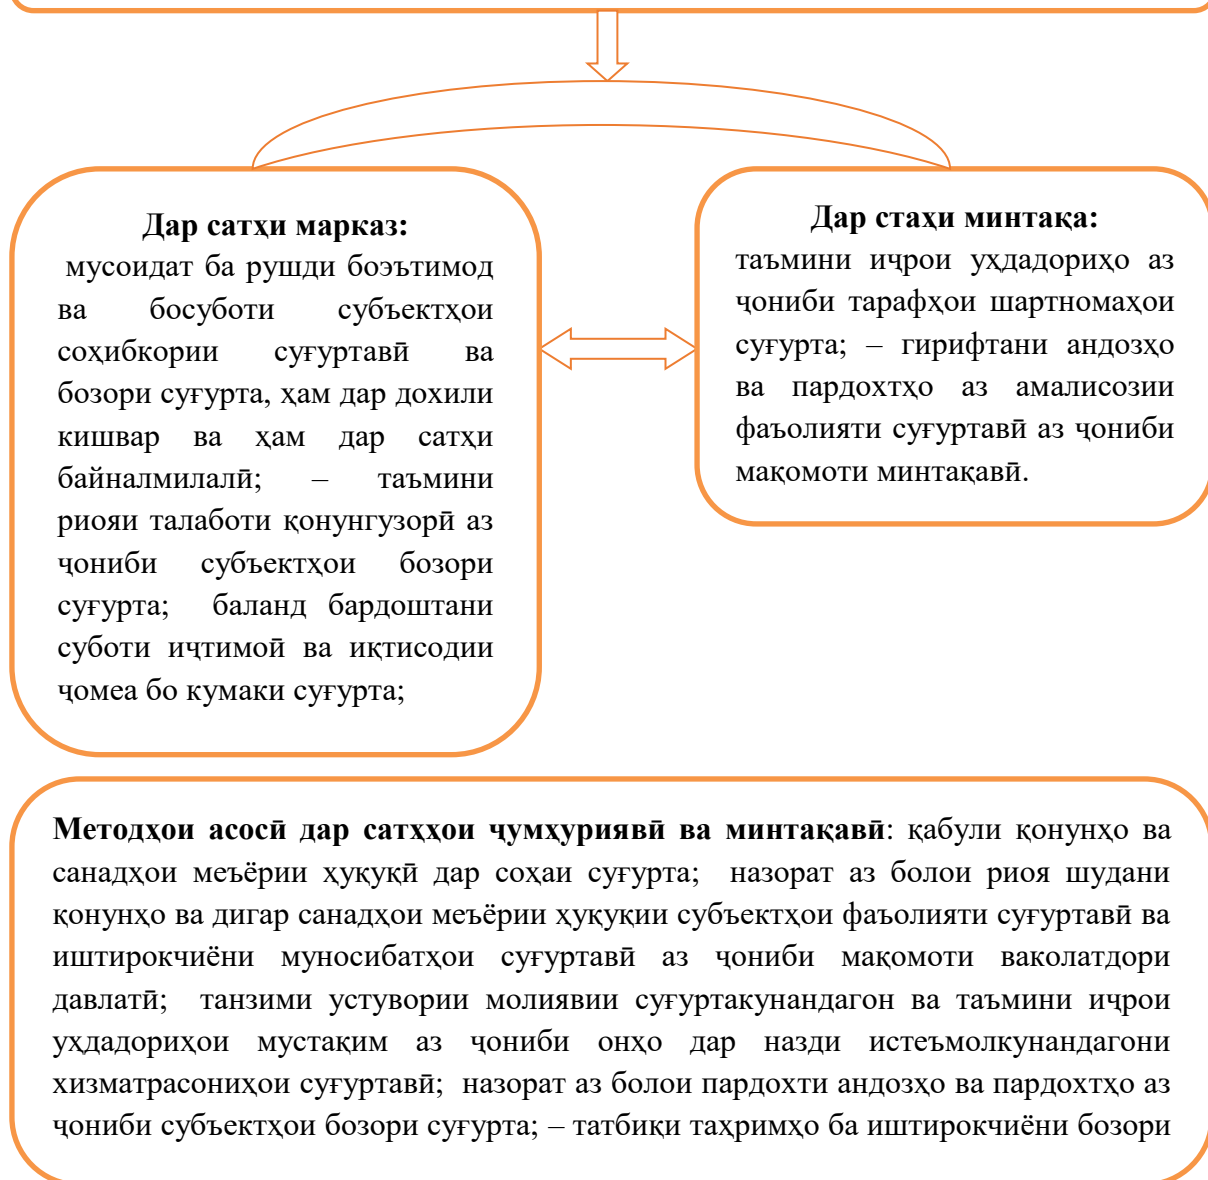 Дар сатҳи марказ:
мусоидат ба рушди боэътимод
ва босуботи субъектҳои
соҳибкории суғуртавӣ ва
бозори суғурта, ҳам дар дохили
кишвар ва ҳам дар сатҳи
байналмилалӣ; – таъмини
риояи талаботи қонунгузорӣ аз
ҷониби субъектҳои бозори
суғурта; баланд бардоштани
суботи иҷтимоӣ ва иқтисодии
ҷомеа бо кумаки суғурта;
Дар стаҳи минтақа:
таъмини иҷрои уҳдадориҳо аз
ҷониби тарафҳои шартномаҳои
суғурта; – гирифтани андозҳо
ва пардохтҳо аз амалисозии
фаъолияти суғуртавӣ аз ҷониби
мақомоти минтақавӣ.
Методҳои асосӣ дар сатҳҳои ҷумҳуриявӣ ва минтақавӣ: қабули қонунҳо ва
санадҳои меъёрии ҳуқуқӣ дар соҳаи суғурта; назорат аз болои риоя шудани
қонунҳо ва дигар санадҳои меъёрии ҳуқуқии субъектҳои фаъолияти суғуртавӣ ва
иштирокчиёни муносибатҳои суғуртавӣ аз ҷониби мақомоти ваколатдори
давлатӣ; танзими устувории молиявии суғуртакунандагон ва таъмини иҷрои
уҳдадориҳои мустақим аз ҷониби онҳо дар назди истеъмолкунандагони
хизматрасониҳои суғуртавӣ; назорат аз болои пардохти андозҳо ва пардохтҳо аз
ҷониби субъектҳои бозори суғурта; – татбиқи таҳримҳо ба иштирокчиёни бозори